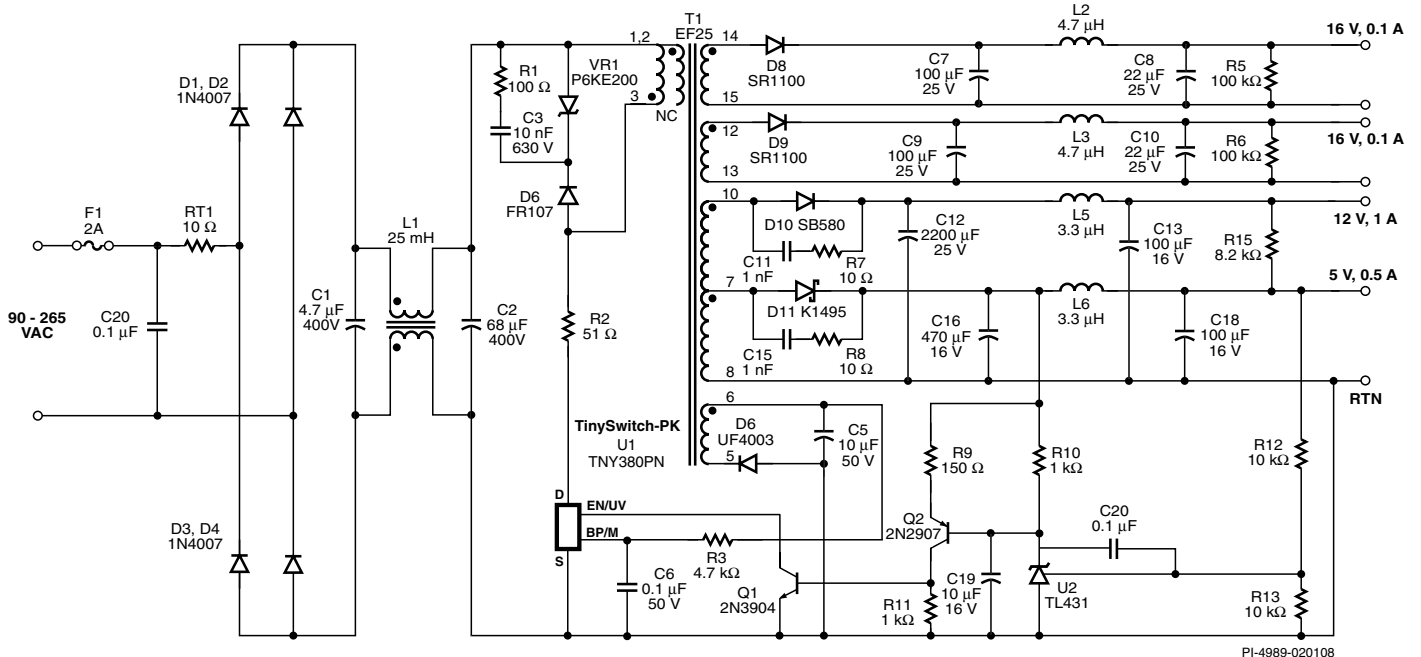 T1
EF25
1,2
3
NC
14
15
D8
SR1100
C7
100 µF
25 V
L2
4.7 µH
C8
22 µF
25 V
R5
100 kΩ
16 V, 0.1 A
12
13
D9
SR1100
C9
100 µF
25 V
L3
4.7 µH
C10
22 µF
25 V
R6
100 kΩ
16 V, 0.1 A
D1, D2
1N4007
R1
100 Ω
C3
10 nF
630 V
VR1
P6KE200
D6
FR107
F1
2A
RT1
10 Ω
L1
25 mH
C1
4.7 µF
400V
C2
68 µF
400V
C20
0.1 µF
90 - 265
VAC
R2
51 Ω
10
D10 SB580
C11
1 nF
R7
10 Ω
C12
2200 µF
25 V
L5
3.3 µH
C13
100 µF
16 V
R15
8.2 kΩ
12 V, 1 A
7
D11 K1495
C15
1 nF
R8
10 Ω
C16
470 µF
16 V
L6
3.3 µH
C18
100 µF
16 V
5 V, 0.5 A
8
RTN
6
5
TinySwitch-PK
U1
TNY380PN
D6
UF4003
C5
10 µF
50 V
R9
150 Ω
R10
1 kΩ
R12
10 kΩ
D3, D4
1N4007
D
EN/UV
BP/M
S
R3
4.7 kΩ
C6
0.1 µF
50 V
Q1
2N3904
Q2
2N2907
R11
1 kΩ
C19
10 µF
16 V
C20
0.1 µF
U2
TL431
R13
10 kΩ
PI-4989-020108